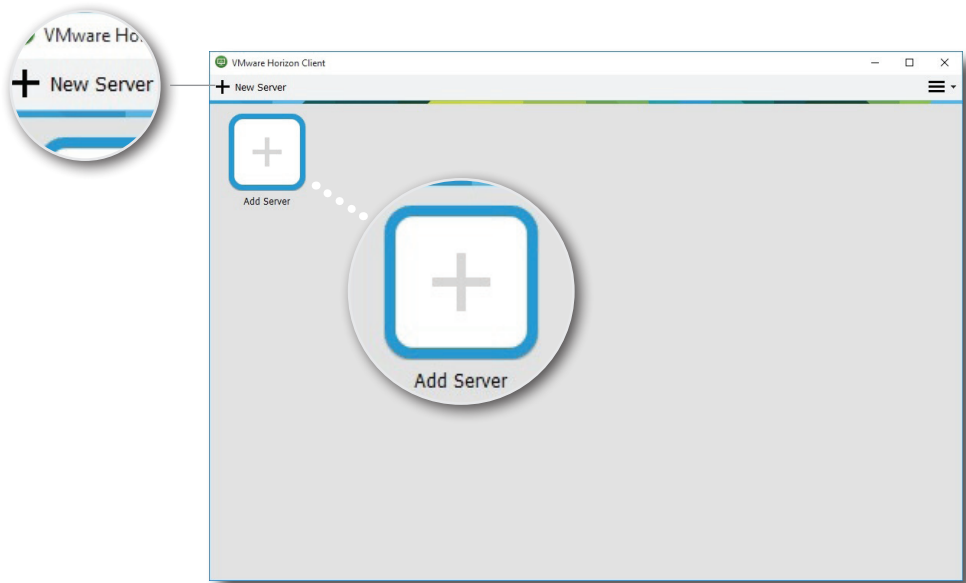 VMware Ho
New Server
VMware Horizon Client
New Server
Add Server
Add Server